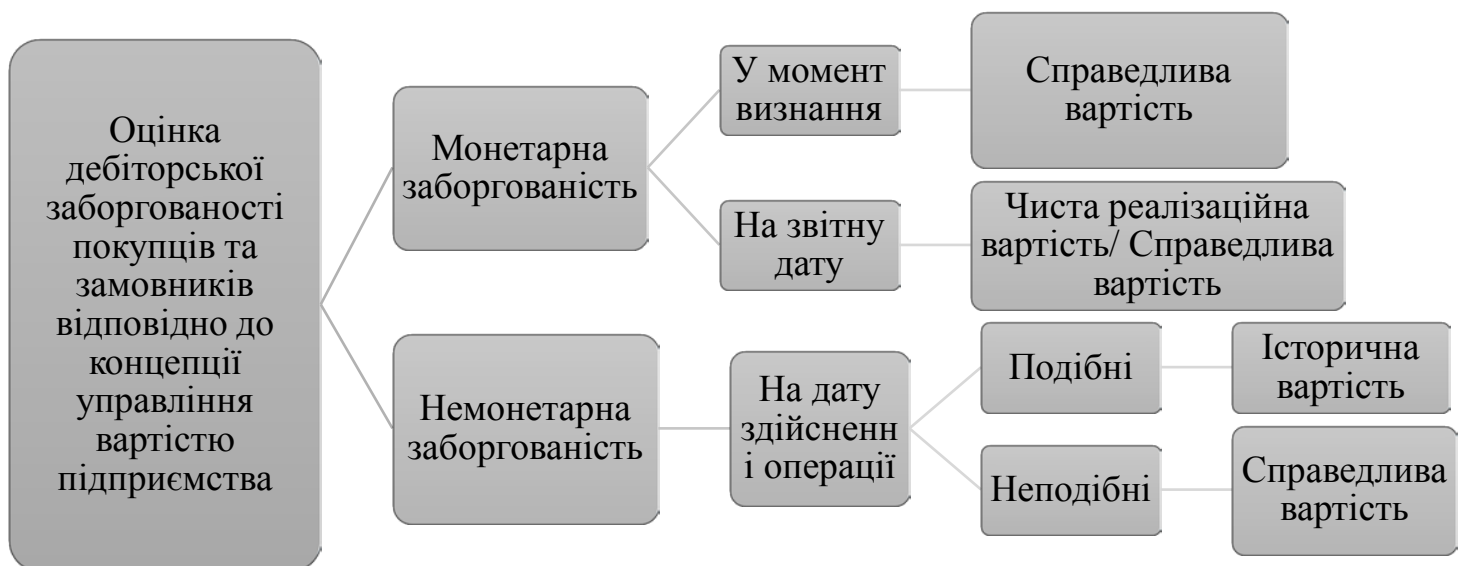 Оцінка
дебіторської
заборгованості
покупців та
замовників
відповідно до
концепції
управління
вартістю
підприємства
Монетарна
заборгованість
У момент
визнання
Справедлива
вартість
На звітну
дату
Чиста реалізаційна
вартість/ Справедлива
вартість
Немонетарна
заборгованість
На дату
здійсненн
і операції
Подібні
Історична
вартість
Неподібні
Справедлива
вартість